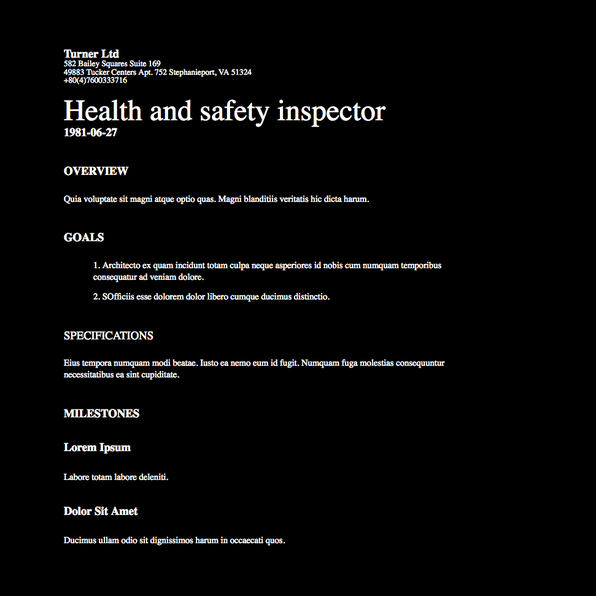 Turner Ltd
582 Bailey Squares Suite 169
49883 Tucker Centers Apt. 752 Stephanieport, VA 51324
+80(4)7600333716
Health and safety inspector
1981-06-27
OVERVIEW
Quia voluptate sit magni atque optio quas. Magni blanditiis veritatis hic dicta harum.
GOALS
1. Architecto ex quam incidunt totam culpa neque asperiores id nobis cum numquam temporibus
consequatur ad veniam dolore.
2. SOfficiis esse dolorem dolor libero cumque ducimus distinctio.
SPECIFICATIONS
Eius tempora numquam modi beatae. Iusto ea nemo eum id fugit. Numquam fuga molestias consequuntur
necessitatibus ea sint cupiditate.
MILESTONES
Lorem Ipsum
Labore totam labore deleniti.
Dolor Sit Amet
Ducimus ullam odio sit dignissimos harum in occaecati quos.